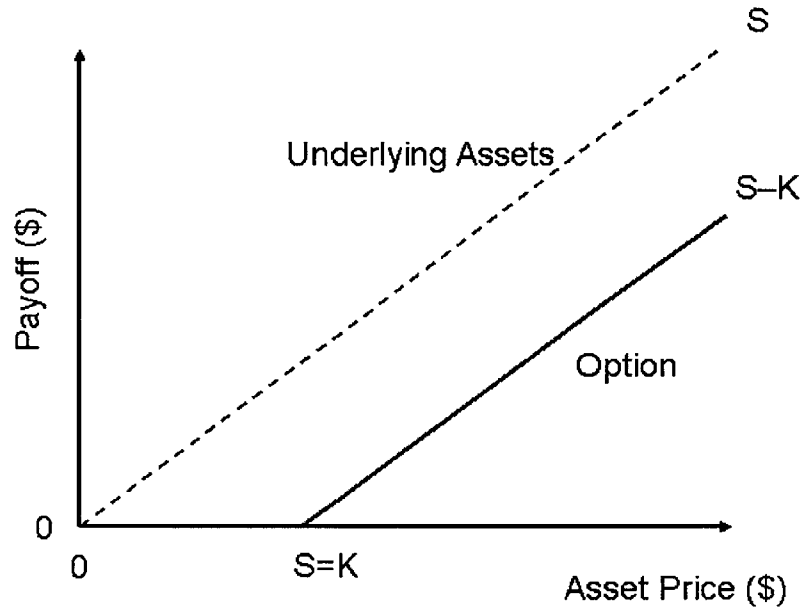 S
Underlying Assets
S–K
Payoff ($)
Option
0
0
S=K
Asset Price ($)